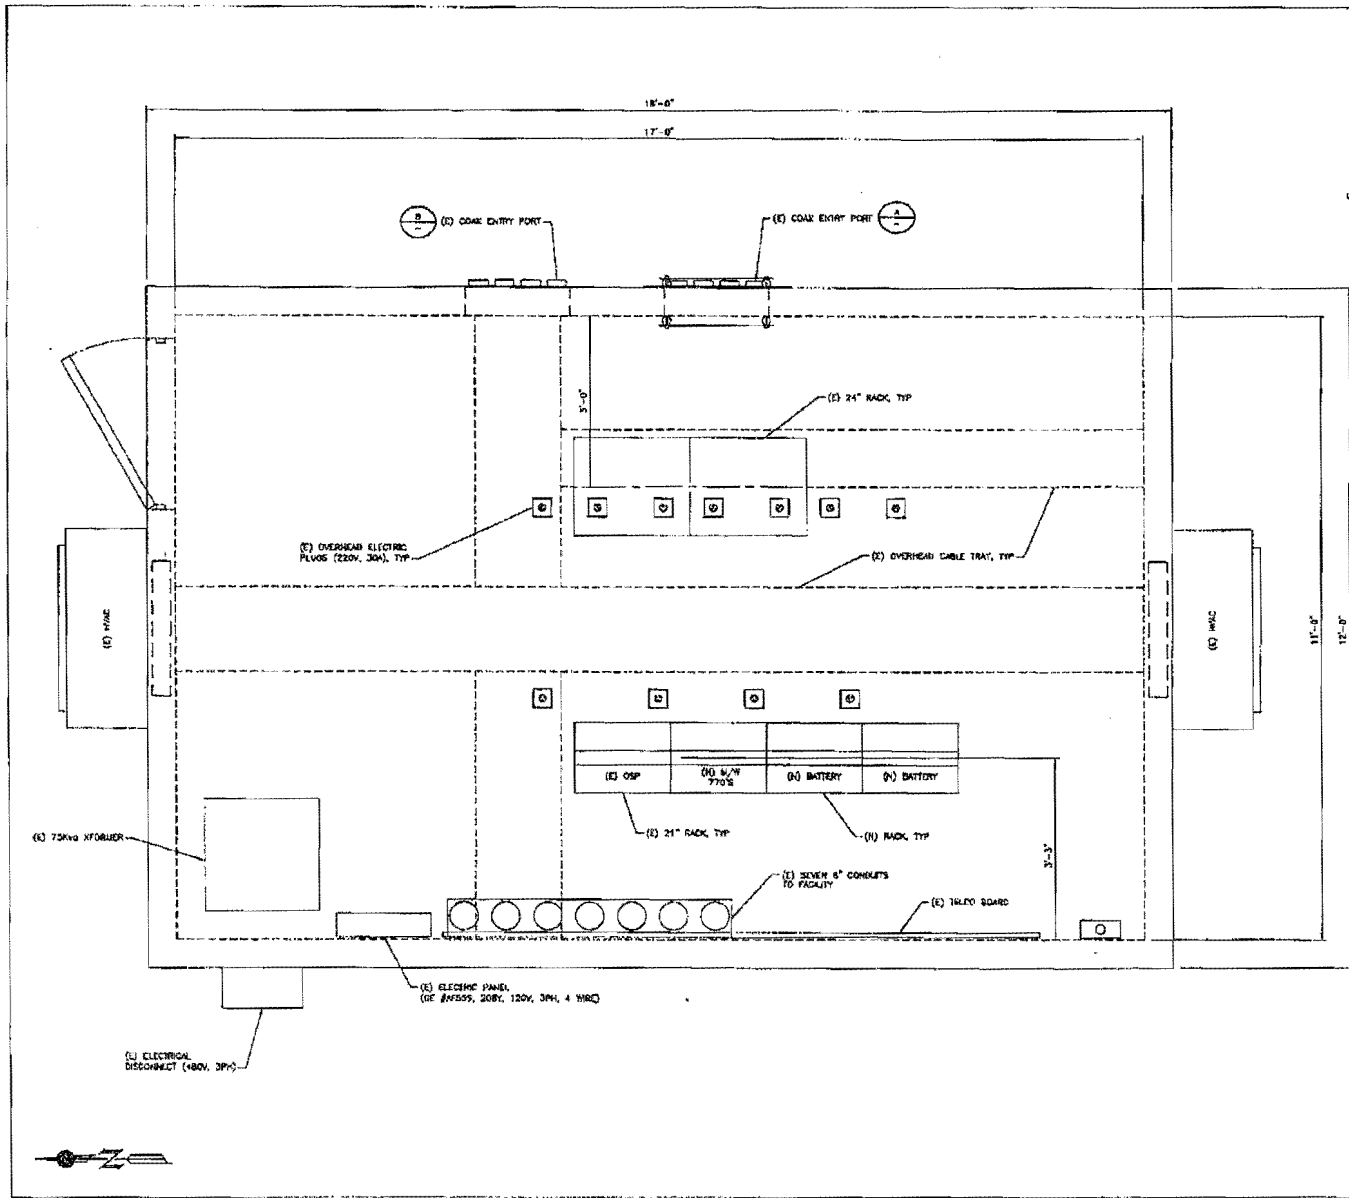 18'-0"
17'-0"
B
(E) COAX ENTRY PORT
(E) COAX ENTRY PORT
A
3'-0"
(E) 24" RACK, TYP
(E) OVERHEAD ELECTRIC
PLUGS (220V, 30A), TYP
(E) OVERHEAD CABLE TRAY, TYP
(E) HVAC
(E) HVAC
11'-0"
12'-0"
(E) OSP
(N) M/W
770'S
(N) BATTERY
(N) BATTERY
(E) 75Kva XFORMER
(E) 21" RACK, TYP
(N) RACK, TYP
3'-3"
(E) SEVEN 6" CONDUITS
TO FACILITY
(E) TELCO BOARD
(E) ELECTRIC PANEL
208Y, 120V, 3PH, 4 WIRE)
(E) ELECTRICAL
DISCONNECT (480V, 3PH)
Z